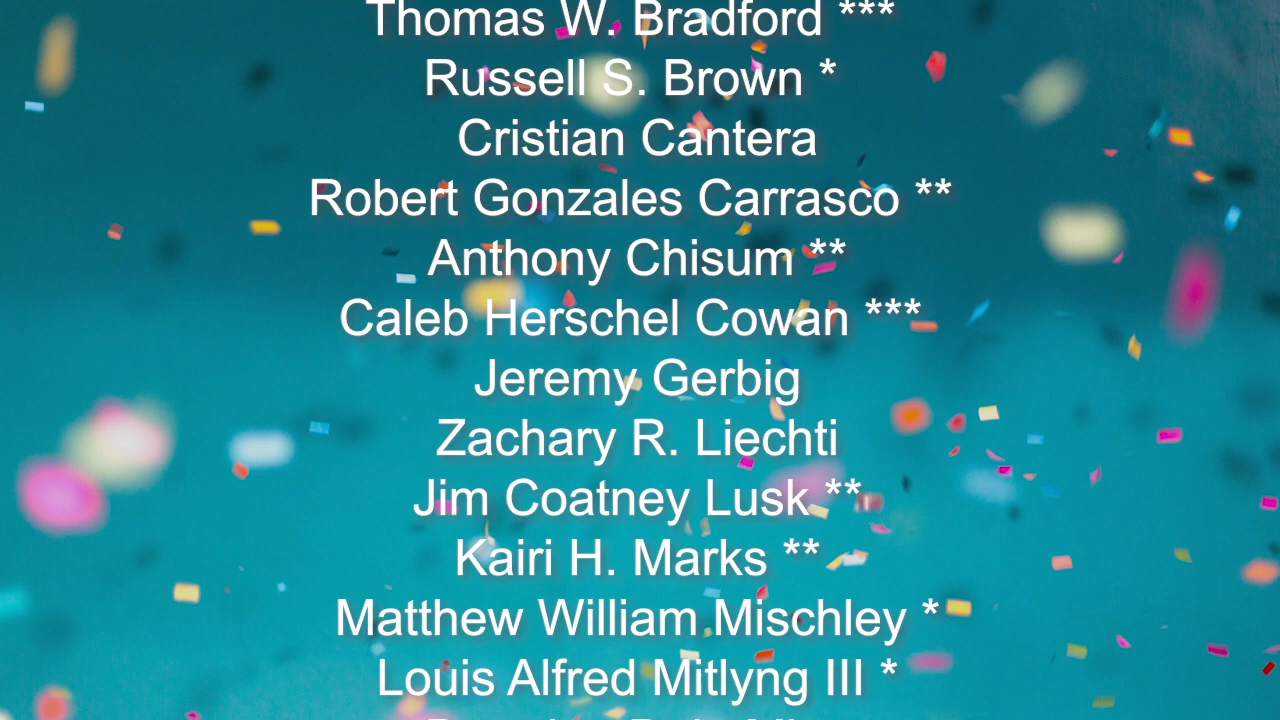 Thomas W. Bradford ***
Russell S. Brown *
Cristian Cantera
Robert Gonzales Carrasco **
Anthony Chisum **
Caleb Herschel Cowan ***
Jeremy Gerbig
Zachary R. Liechti
Jim Coatney Lusk **
Kairi H. Marks **
Matthew William Mischley *
Louis Alfred Mitlyng III *